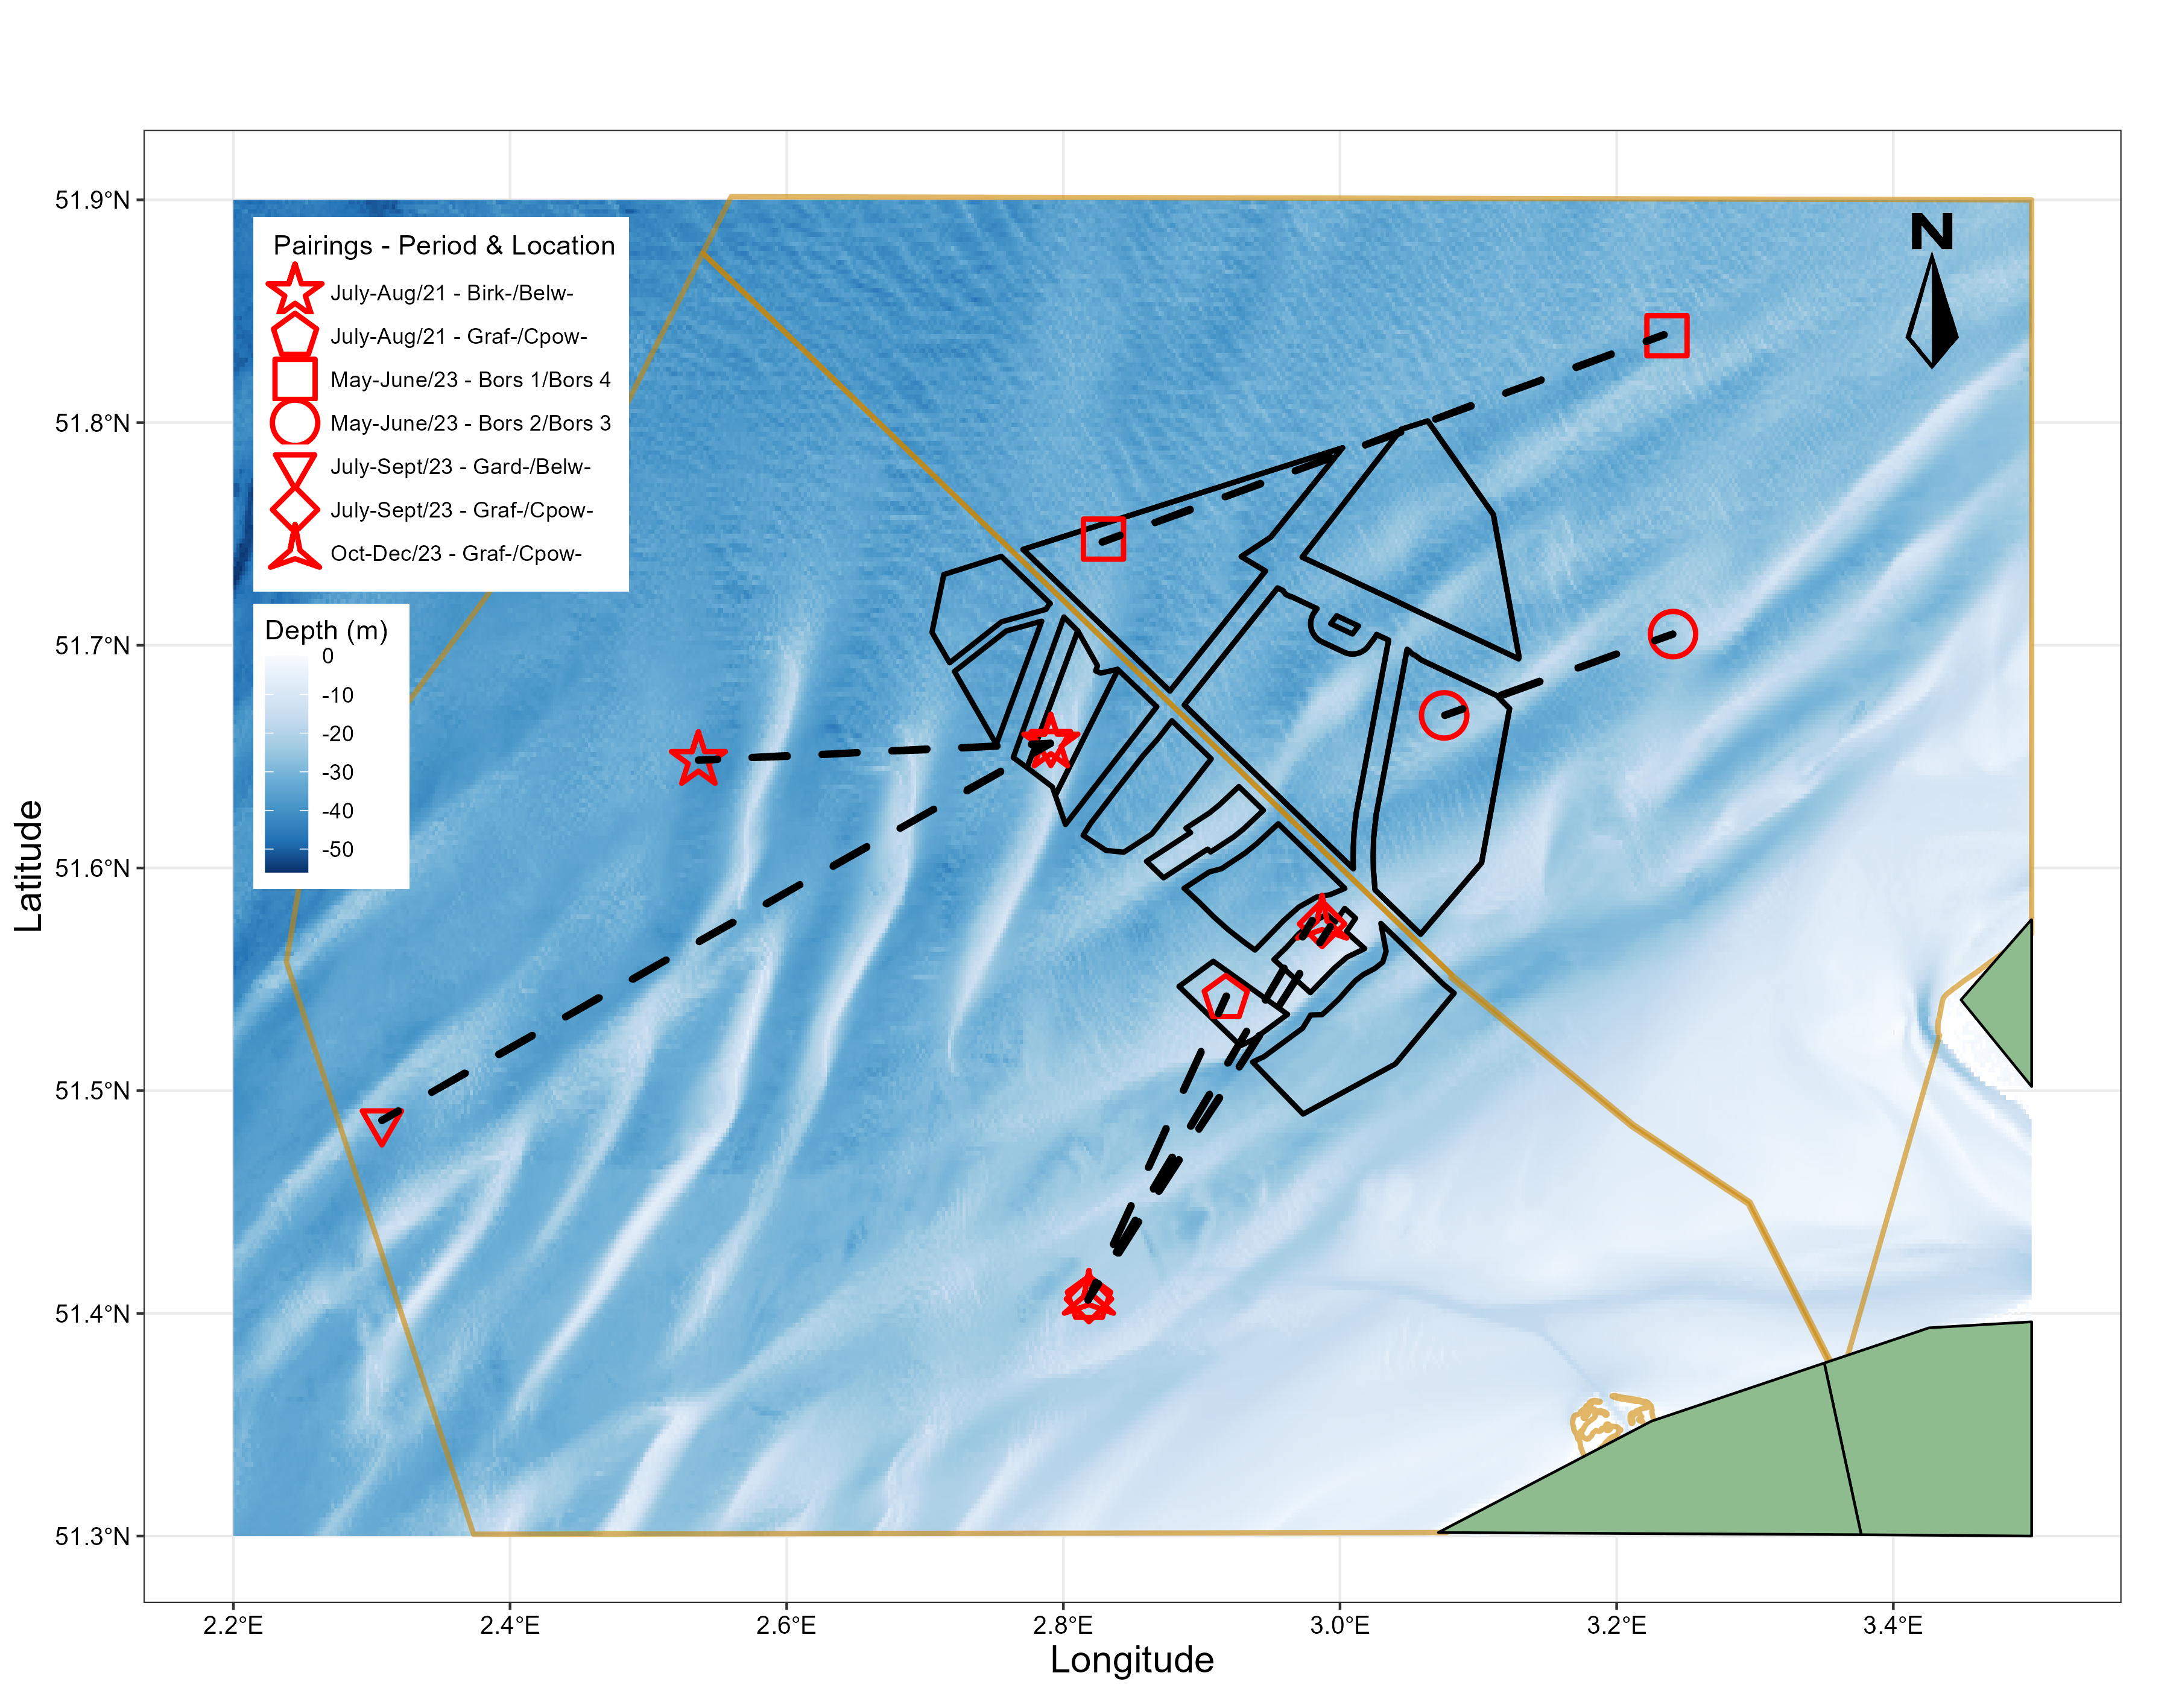 N
Pairings - Period & Location
July-Aug/21 - Birk-/Belw-
July-Aug/21 - Graf-/Cpow-
May-June/23 - Bors 1/Bors 4
May-June/23 - Bors 2/Bors 3
July-Sept/23 - Gard-/Belw-
July-Sept/23 - Graf-/Cpow-
Oct-Dec/23 - Graf-/Cpow-
Depth (m)
0
-10
-20
-30
-40
-50
Latitude
51.9°N
51.8°N
51.7°N
51.6°N
51.5°N
51.4°N
51.3°N
2.2°E
2.4°E
2.6°E
2.8°E
3.0°E
3.2°E
3.4°E
Longitude